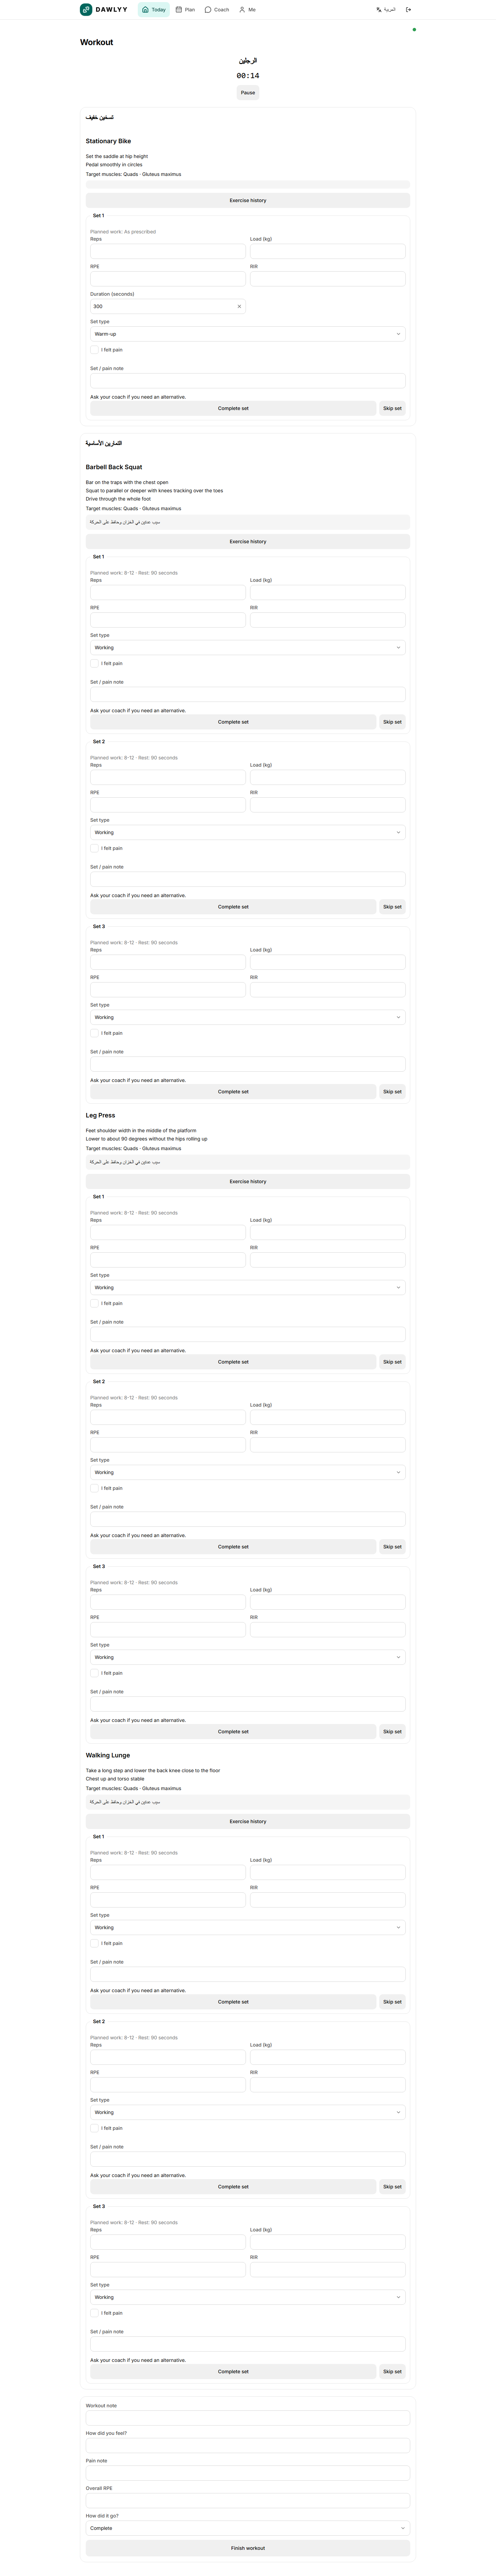 DAWLYY
Today
Plan
Coach
Me
العربية
Workout
الرجلين
00:14
Pause
تسخين خفيف
Stationary Bike
Set the saddle at hip height
Pedal smoothly in circles
Target muscles: Quads · Gluteus maximus
Exercise history
Set 1
Planned work: As prescribed
Reps
Load (kg)
RPE
RIR
Duration (seconds)
300
Set type
Warm-up
I felt pain
Set / pain note
Ask your coach if you need an alternative.
Complete set
Skip set
التمارين الأساسية
Barbell Back Squat
Bar on the traps with the chest open
Squat to parallel or deeper with knees tracking over the toes
Drive through the whole foot
Target muscles: Quads · Gluteus maximus
سيب عدتين في الخزان وحافظ على الحركة
Exercise history
Set 1
Planned work: 8-12 · Rest: 90 seconds
Reps
Load (kg)
RPE
RIR
Set type
Working
I felt pain
Set / pain note
Ask your coach if you need an alternative.
Complete set
Skip set
Set 2
Planned work: 8-12 · Rest: 90 seconds
Reps
Load (kg)
RPE
RIR
Set type
Working
I felt pain
Set / pain note
Ask your coach if you need an alternative.
Complete set
Skip set
Set 3
Planned work: 8-12 · Rest: 90 seconds
Reps
Load (kg)
RPE
RIR
Set type
Working
I felt pain
Set / pain note
Ask your coach if you need an alternative.
Complete set
Skip set
Leg Press
Feet shoulder width in the middle of the platform
Lower to about 90 degrees without the hips rolling up
Target muscles: Quads · Gluteus maximus
سيب عدتين في الخزان وحافظ على الحركة
Exercise history
Set 1
Planned work: 8-12 · Rest: 90 seconds
Reps
Load (kg)
RPE
RIR
Set type
Working
I felt pain
Set / pain note
Ask your coach if you need an alternative.
Complete set
Skip set
Set 2
Planned work: 8-12 · Rest: 90 seconds
Reps
Load (kg)
RPE
RIR
Set type
Working
I felt pain
Set / pain note
Ask your coach if you need an alternative.
Complete set
Skip set
Set 3
Planned work: 8-12 · Rest: 90 seconds
Reps
Load (kg)
RPE
RIR
Set type
Working
I felt pain
Set / pain note
Ask your coach if you need an alternative.
Complete set
Skip set
Walking Lunge
Take a long step and lower the back knee close to the floor
Chest up and torso stable
Target muscles: Quads · Gluteus maximus
سيب عدتين في الخزان وحافظ على الحركة
Exercise history
Set 1
Planned work: 8-12 · Rest: 90 seconds
Reps
Load (kg)
RPE
RIR
Set type
Working
I felt pain
Set / pain note
Ask your coach if you need an alternative.
Complete set
Skip set
Set 2
Planned work: 8-12 · Rest: 90 seconds
Reps
Load (kg)
RPE
RIR
Set type
Working
I felt pain
Set / pain note
Ask your coach if you need an alternative.
Complete set
Skip set
Set 3
Planned work: 8-12 · Rest: 90 seconds
Reps
Load (kg)
RPE
RIR
Set type
Working
I felt pain
Set / pain note
Ask your coach if you need an alternative.
Complete set
Skip set
Workout note
How did you feel?
Pain note
Overall RPE
How did it go?
Complete
Finish workout